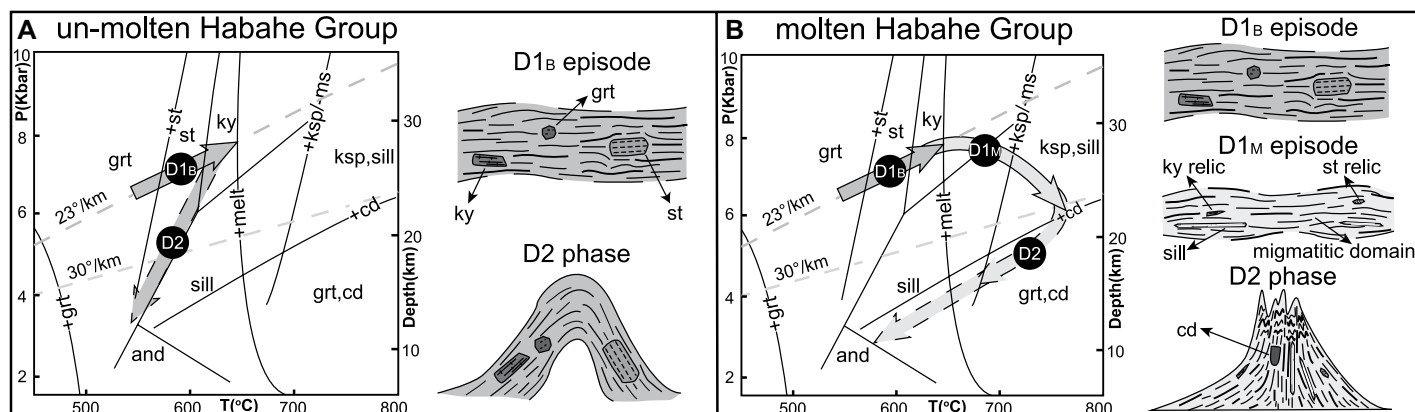 A un-molten Habahe Group
P(Kbar)
10
8
6
4
2
500
600
700
800
T(°C)
Depth(km)
30
20
10
+st
st
ky
grt
D1B
+ksp/-ms
ksp,sill
23°/km
+melt
+cd
D2
30°/km
sill
grt,cd
+grt
and
D1B episode
grt
ky
st
D2 phase
B molten Habahe Group
P(Kbar)
10
8
6
4
2
500
600
700
800
T(°C)
Depth(km)
30
20
10
+st
st
ky
grt
D1B
D1M
+ksp/-ms
ksp,sill
23°/km
+melt
+cd
D2
30°/km
sill
grt,cd
+grt
and
D1B episode
D1M episode
ky relic
st relic
sill
migmatitic domain
D2 phase
cd